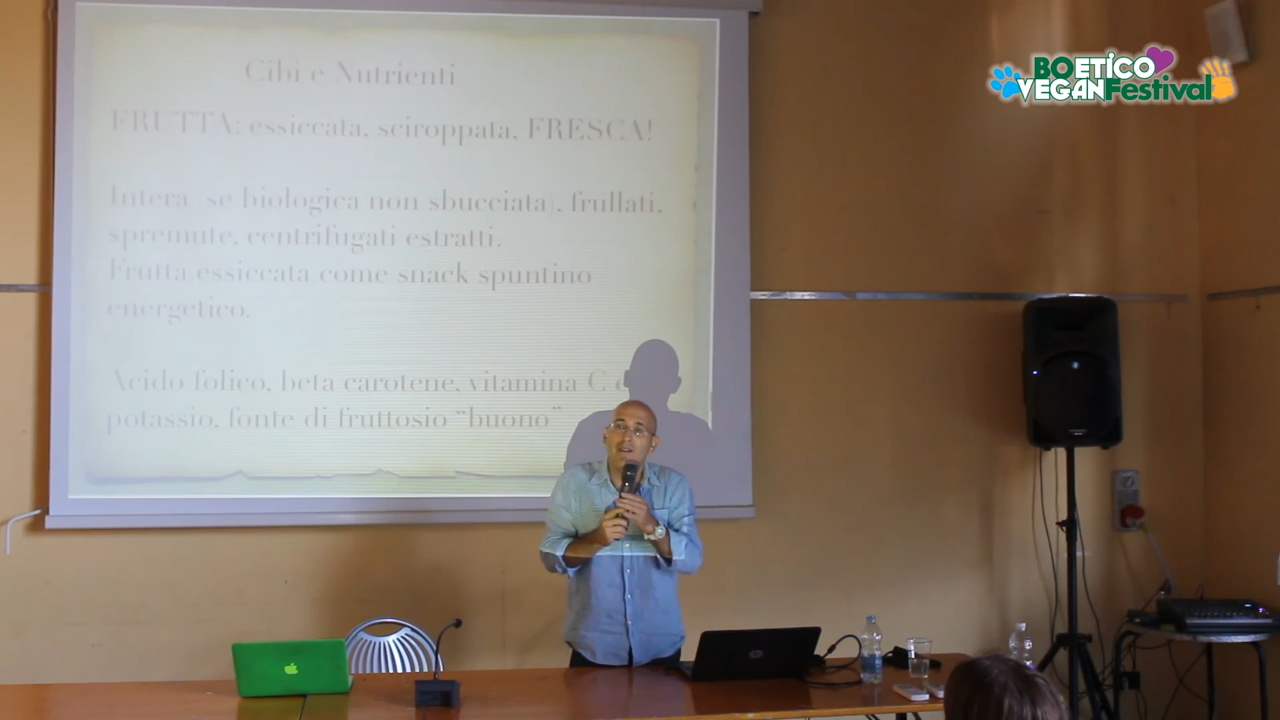 BOETICO
VEGANFestival
Cibi e Nutrienti
FRUTTA: essiccata, sciroppata, FRESCA!
Intera (se biologica non sbucciata), frullati,
spremute, centrifugati estratti.
Frutta essiccata come snack spuntino
energetico.
Acido folico, beta carotene, vitamina C e
potassio, fonte di fruttosio “buono”